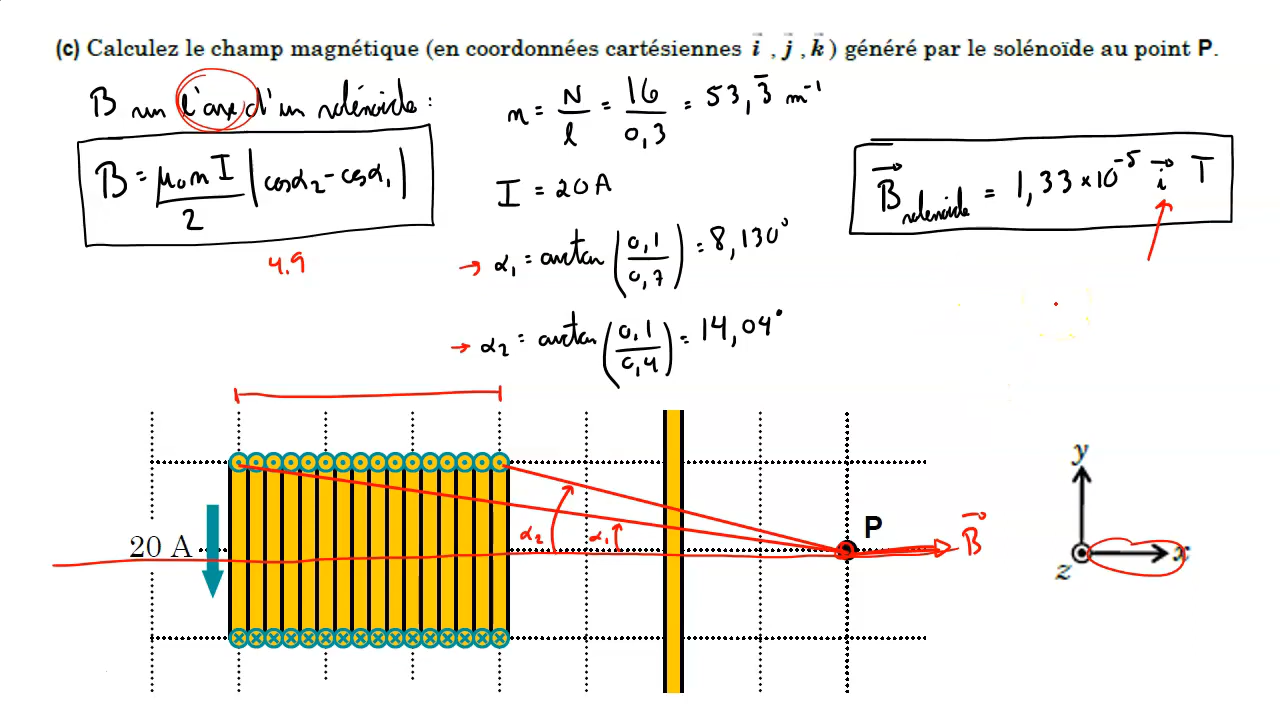 (c) Calculez le champ magnétique (en coordonnées cartésiennes i⃗ , j⃗ , k⃗ ) généré par le solénoïde au point P.
B sur l'axe d'un solénoïde :
B = μ₀ n I / 2 |cosα₂ − cosα₁|
4.9
n = N / l = 16 / 0,3 = 53,3̄ m⁻¹
I = 20 A
→ α₁ = arctan (0,1 / 0,7) = 8,130°
→ α₂ = arctan (0,1 / 0,4) = 14,04°
B⃗ solénoïde = 1,33 × 10⁻⁵ i⃗ T
20 A
α₂
α₁
P
B⃗
y
x
z